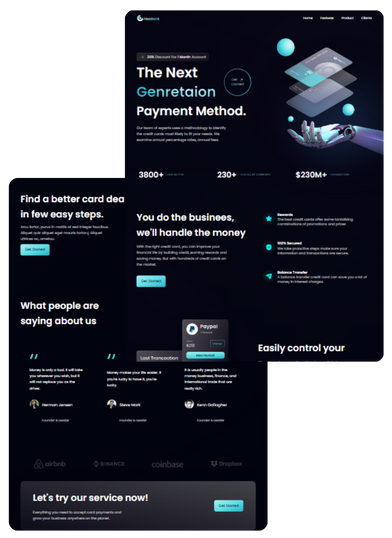 HooBank
Home Features Product Clients
20% Discount For 1 Month Account
The Next
Genretaion
Payment Method.
Get
Started
Our team of experts uses a methodology to identify
the credit cards most likely to fit your needs. We
examine annual percentage rates, annual fees.
3800+ USER ACTIVE
230+ TRUSTED BY COMPANY
$230M+ TRANSACTION
You do the businees,
we'll handle the money
With the right credit card, you can improve your
financial life by building credit, earning rewards and
saving money. But with hundreds of credit cards on
the market.
Get Started
Rewards
The best credit cards offer some tantalizing
combinations of promotions and prizes
100% Secured
We take proactive steps make sure your
information and transactions are secure.
Balance Transfer
A balance transfer credit card can save you a lot of
money in interest charges.
Easily control your
Find a better card dea
in few easy steps.
Arcu tortor, purus in mattis at sed integer faucibus.
Aliquet quis aliquet eget mauris tortor.ç Aliquet
ultrices ac, ametau.
Get Started
Paypal
Last Transaction
What people are
saying about us
Money is only a tool. It will take
you wherever you wish, but it
will not replace you as the
driver.
Herman Jensen
Founder & Leader
Money makes your life easier. If
you're lucky to have it, you're
lucky.
Steve Mark
Founder & Leader
It is usually people in the
money business, finance, and
international trade that are
really rich.
Kenn Gallagher
Founder & Leader
airbnb
BINANCE
coinbase
Dropbox
Let's try our service now!
Everything you need to accept card payments and
grow your business anywhere on the planet.
Get Started